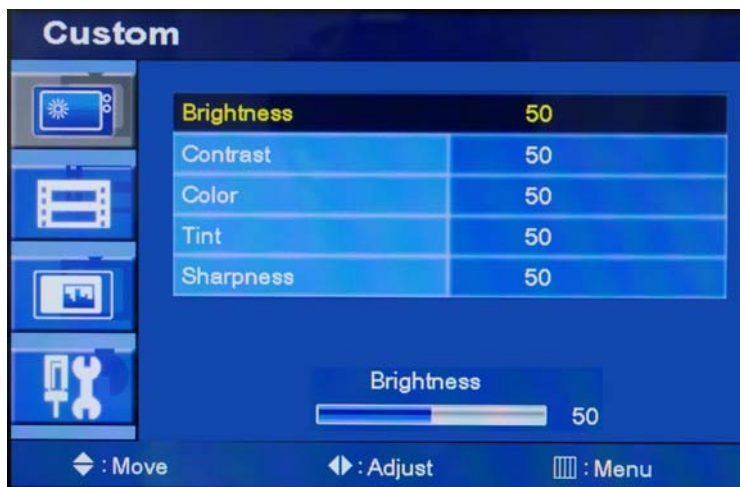 Custom
Brightness 50
Contrast 50
Color 50
Tint 50
Sharpness 50
Brightness
50
: Move : Adjust : Menu